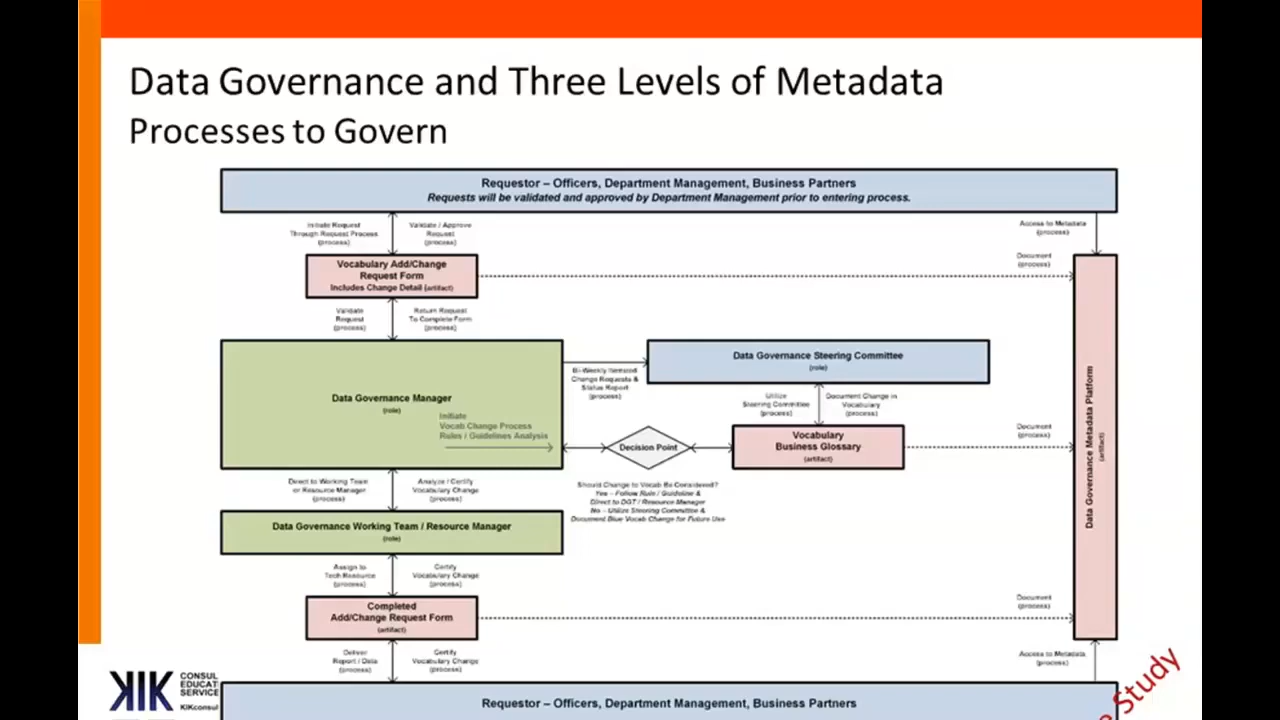 Data Governance and Three Levels of Metadata
Processes to Govern
Requestor – Officers, Department Management, Business Partners
Requests will be validated and approved by Department Management prior to entering process.
Initiate Request
Through Request Process
(process)
Validate / Approve
Request
(process)
Access to Metadata
(process)
Vocabulary Add/Change
Request Form
Includes Change Detail (artifact)
Document
(process)
Validate
Request
(process)
Return Request
To Complete Form
(process)
Data Governance Manager
(role)
Initiate
Vocab Change Process
Rules / Guidelines Analysis
Bi-Weekly Itemized
Change Requests &
Status Report
(process)
Data Governance Steering Committee
(role)
Utilize
Steering Committee
(process)
Document Change in
Vocabulary
(process)
Decision Point
Vocabulary
Business Glossary
(artifact)
Document
(process)
Should Change to Vocab Be Considered?
Yes – Follow Rule / Guideline &
Direct to DGT / Resource Manager
No – Utilize Steering Committee &
Document Blue Vocab Change for Future Use
Data Governance Metadata Platform
(artifact)
Direct to Working Team
or Resource Manager
(process)
Analyze / Certify
Vocabulary Change
(process)
Data Governance Working Team / Resource Manager
(role)
Assign to
Tech Resource
(process)
Certify
Vocabulary Change
(process)
Completed
Add/Change Request Form
(artifact)
Document
(process)
Deliver
Report / Data
(process)
Certify
Vocabulary Change
(process)
Access to Metadata
(process)
Requestor – Officers, Department Management, Business Partners
KIK
CONSUL
EDUCAT
SERVICE
KIKconsul
Study